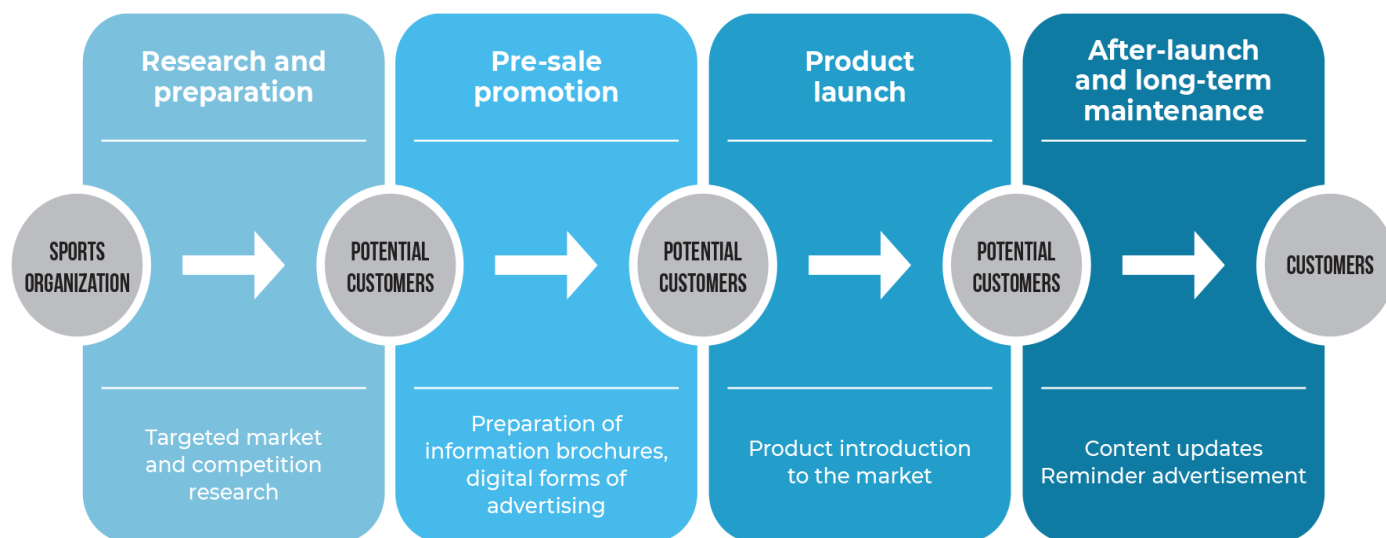 Research and
preparation
Pre-sale
promotion
Product
launch
After-launch
and long-term
maintenance
SPORTS
ORGANIZATION
POTENTIAL
CUSTOMERS
POTENTIAL
CUSTOMERS
POTENTIAL
CUSTOMERS
CUSTOMERS
Targeted market
and competition
research
Preparation of
information brochures,
digital forms of
advertising
Product introduction
to the market
Content updates
Reminder advertisement